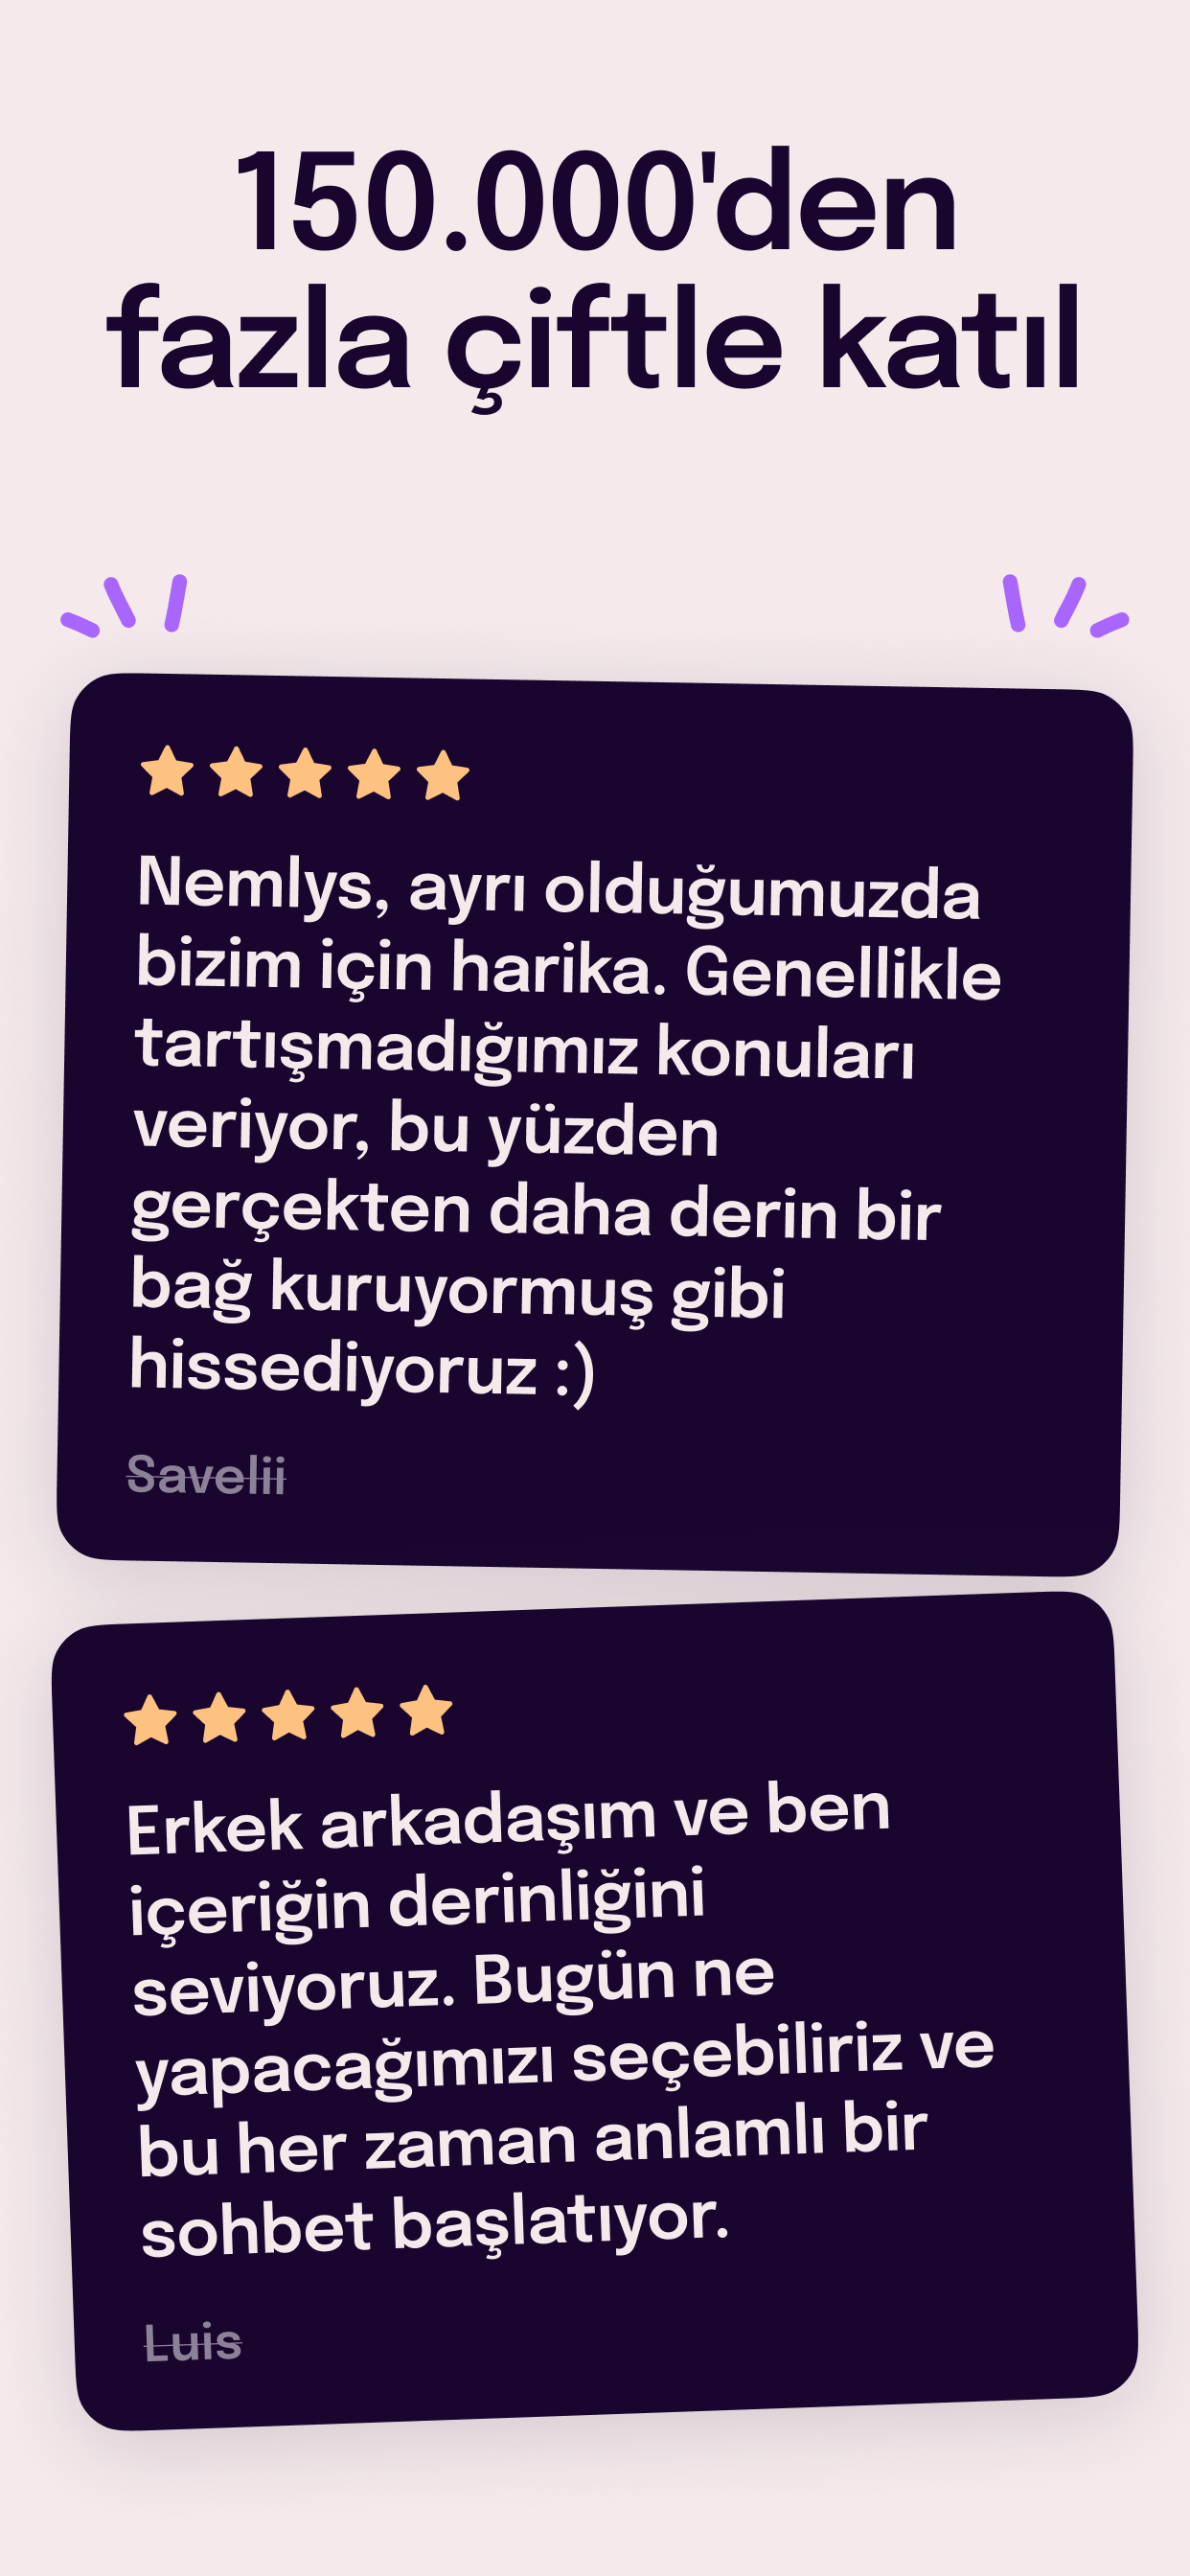 150.000'den
fazla çiftle katıl
Nemlys, ayrı olduğumuzda
bizim için harika. Genellikle
tartışmadığımız konuları
veriyor, bu yüzden
gerçekten daha derin bir
bağ kuruyormuş gibi
hissediyoruz :)
Savelii
Erkek arkadaşım ve ben
içeriğin derinliğini
seviyoruz. Bugün ne
yapacağımızı seçebiliriz ve
bu her zaman anlamlı bir
sohbet başlatıyor.
Luis